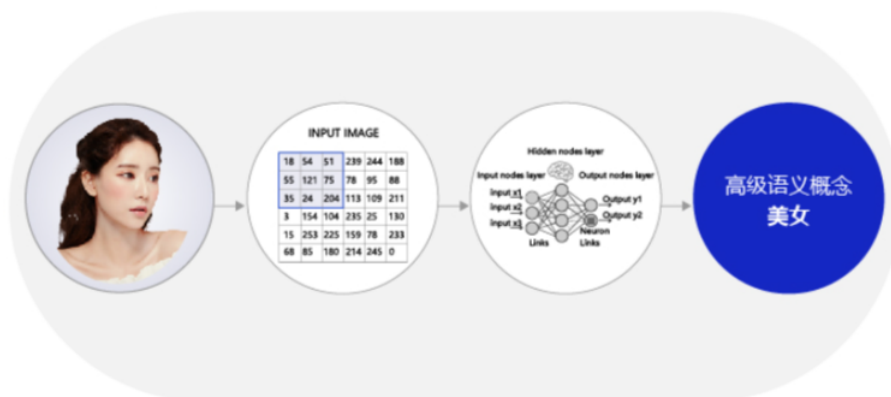 INPUT IMAGE
18 54 51 239 244 188
55 121 75 78 95 88
35 24 204 113 109 211
3 154 104 235 25 130
15 253 225 159 78 233
68 85 180 214 245 0
Hidden nodes layer
Input nodes layer
Output nodes layer
input x1
input x2
input x3
Output y1
Output y2
Links
Neuron
Links
高级语义概念
美女